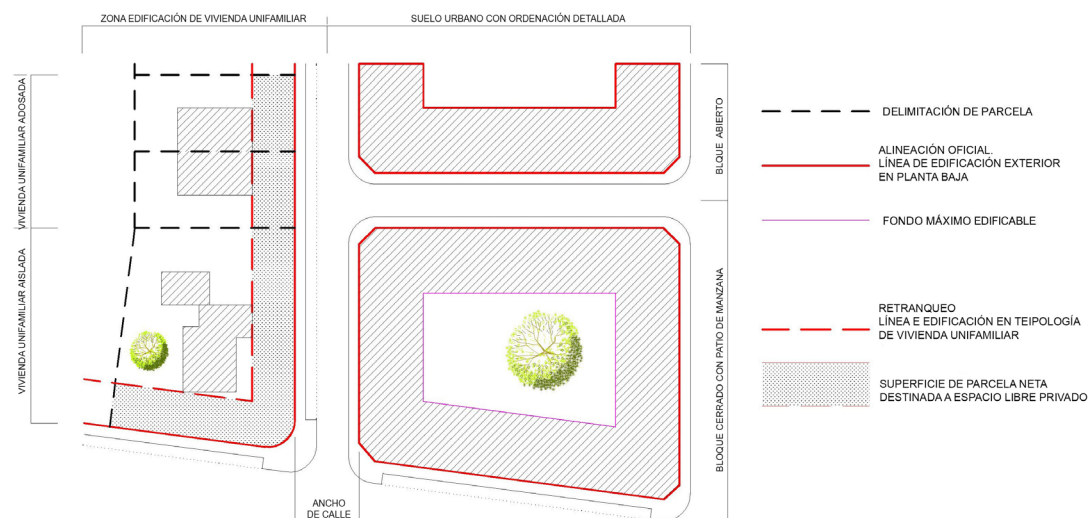 ZONA EDIFICACIÓN DE VIVIENDA UNIFAMILIAR
SUELO URBANO CON ORDENACIÓN DETALLADA
VIVIENDA UNIFAMILIAR ADOSADA
VIVIENDA UNIFAMILIAR AISLADA
BLQUE ABIERTO
BLOQUE CERRADO CON PATIO DE MANZANA
ANCHO
DE CALLE
DELIMITACIÓN DE PARCELA
ALINEACIÓN OFICIAL.
LÍNEA DE EDIFICACIÓN EXTERIOR
EN PLANTA BAJA
FONDO MÁXIMO EDIFICABLE
RETRANQUEO
LÍNEA E EDIFICACIÓN EN TEIPOLOGÍA
DE VIVIENDA UNIFAMILIAR
SUPERFICIE DE PARCELA NETA
DESTINADA A ESPACIO LIBRE PRIVADO